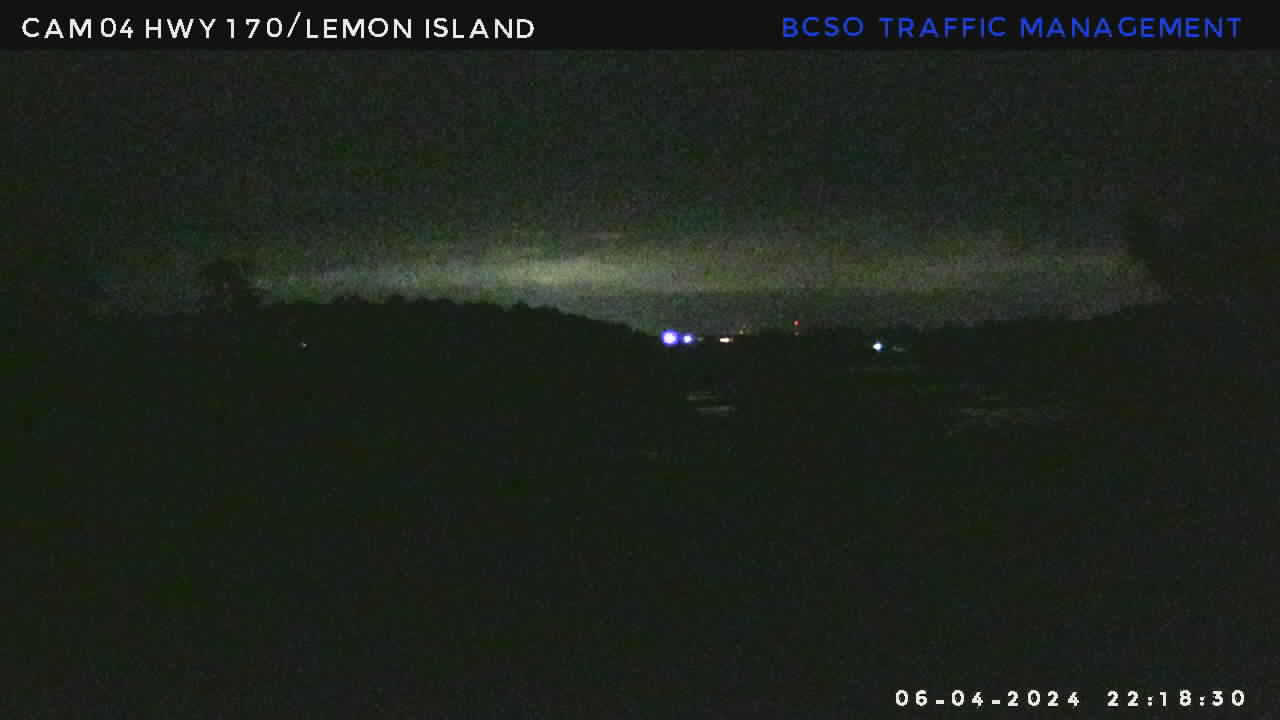 CAM04 HWY 170/LEMON ISLAND
BCSO TRAFFIC MANAGEMENT
06-04-2024 22:18:30